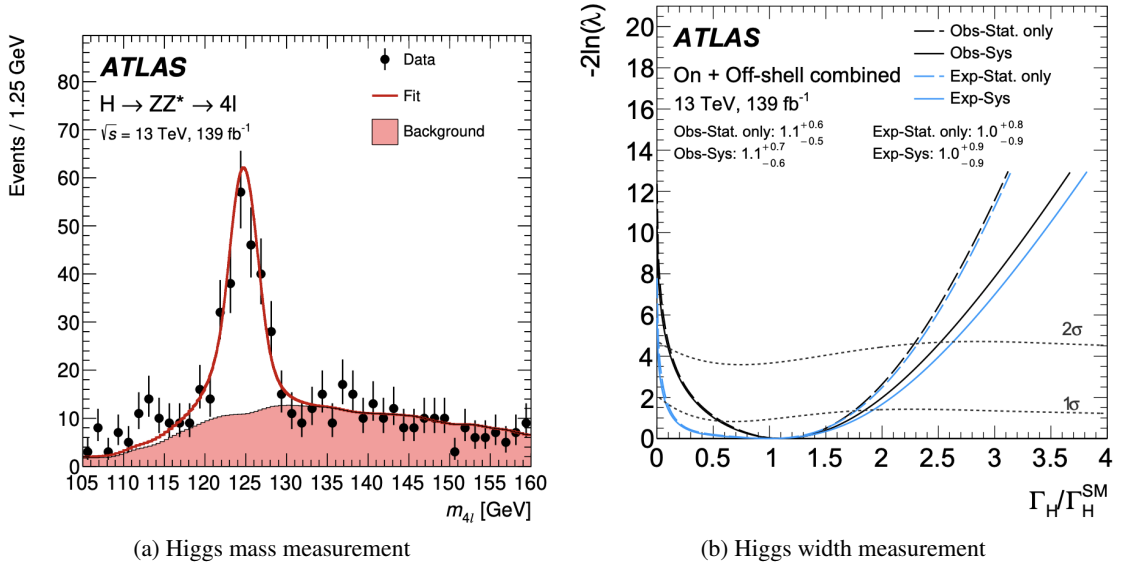 Events / 1.25 GeV
80
70
60
50
40
30
20
10
0
ATLAS
H → ZZ* → 4l
√s = 13 TeV, 139 fb⁻¹
Data
Fit
Background
105 110 115 120 125 130 135 140 145 150 155 160
m₄ₗ [GeV]
(a) Higgs mass measurement
-2ln(λ)
20
18
16
14
12
10
8
6
4
2
0
ATLAS
On + Off-shell combined
13 TeV, 139 fb⁻¹
Obs-Stat. only: 1.1 +0.6 -0.5
Obs-Sys: 1.1 +0.7 -0.6
Exp-Stat. only: 1.0 +0.8 -0.9
Exp-Sys: 1.0 +0.9 -0.9
Obs-Stat. only
Obs-Sys
Exp-Stat. only
Exp-Sys
2σ
1σ
0 0.5 1 1.5 2 2.5 3 3.5 4
Γ_H/Γ_H^SM
(b) Higgs width measurement